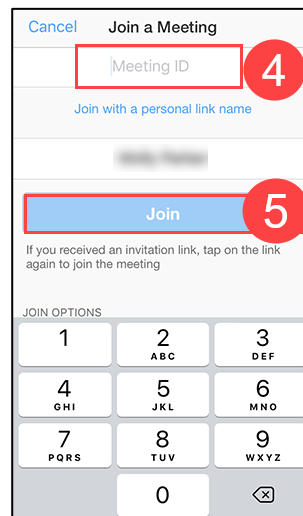 Cancel Join a Meeting
Meeting ID
4
Join with a personal link name
Join
5
If you received an invitation link, tap on the link
again to join the meeting
JOIN OPTIONS
1 2 3
ABC DEF
4 5 6
GHI JKL MNO
7 8 9
PQRS TUV WXYZ
0